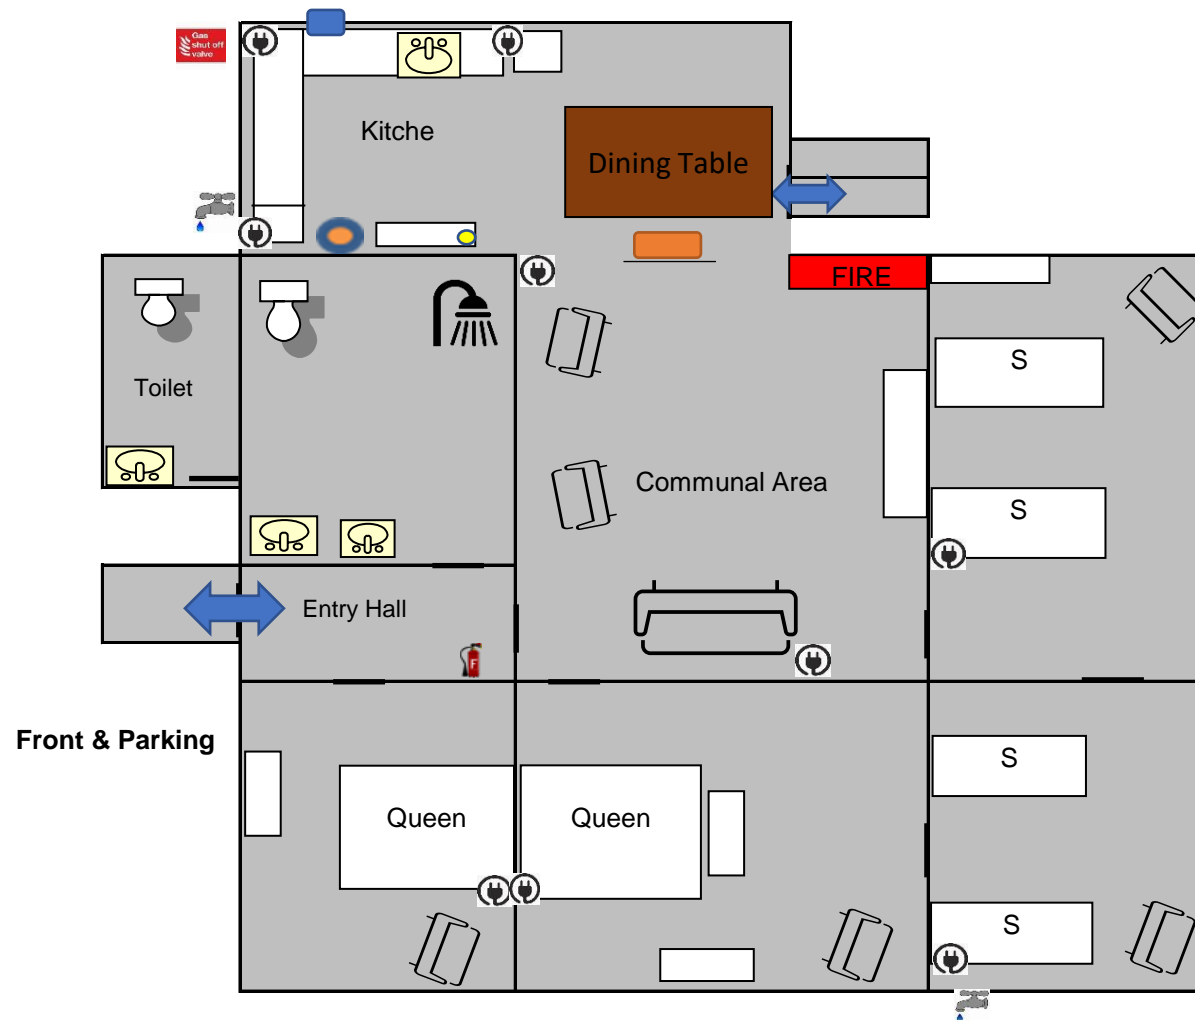 Gas
shut off
valve
Kitche
Dining Table
FIRE
S
Toilet
S
Communal Area
Entry Hall
F
Front & Parking
S
Queen
Queen
S